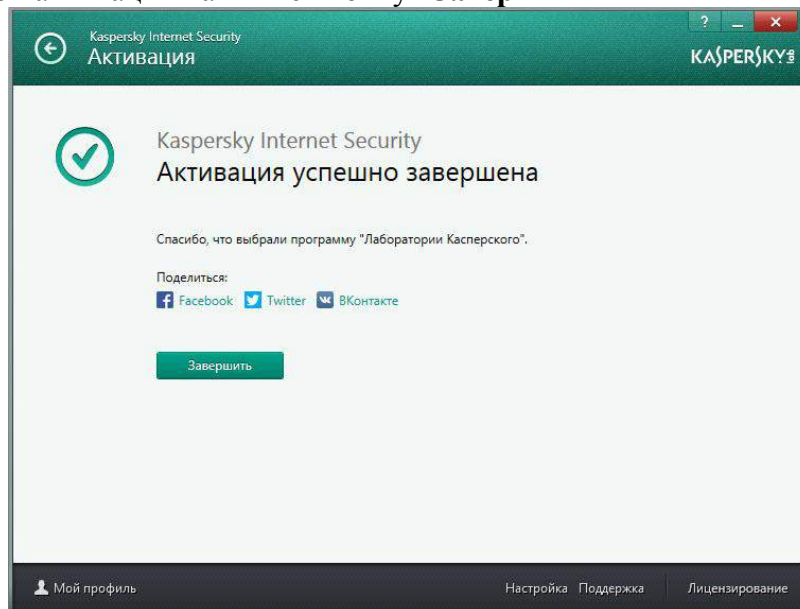 Kaspersky Internet Security
Активация
KASPERSKY
Kaspersky Internet Security
Активация успешно завершена
Спасибо, что выбрали программу "Лаборатории Касперского".
Поделиться:
Facebook Twitter ВКонтакте
Завершить
Мой профиль Настройка Поддержка Лицензирование